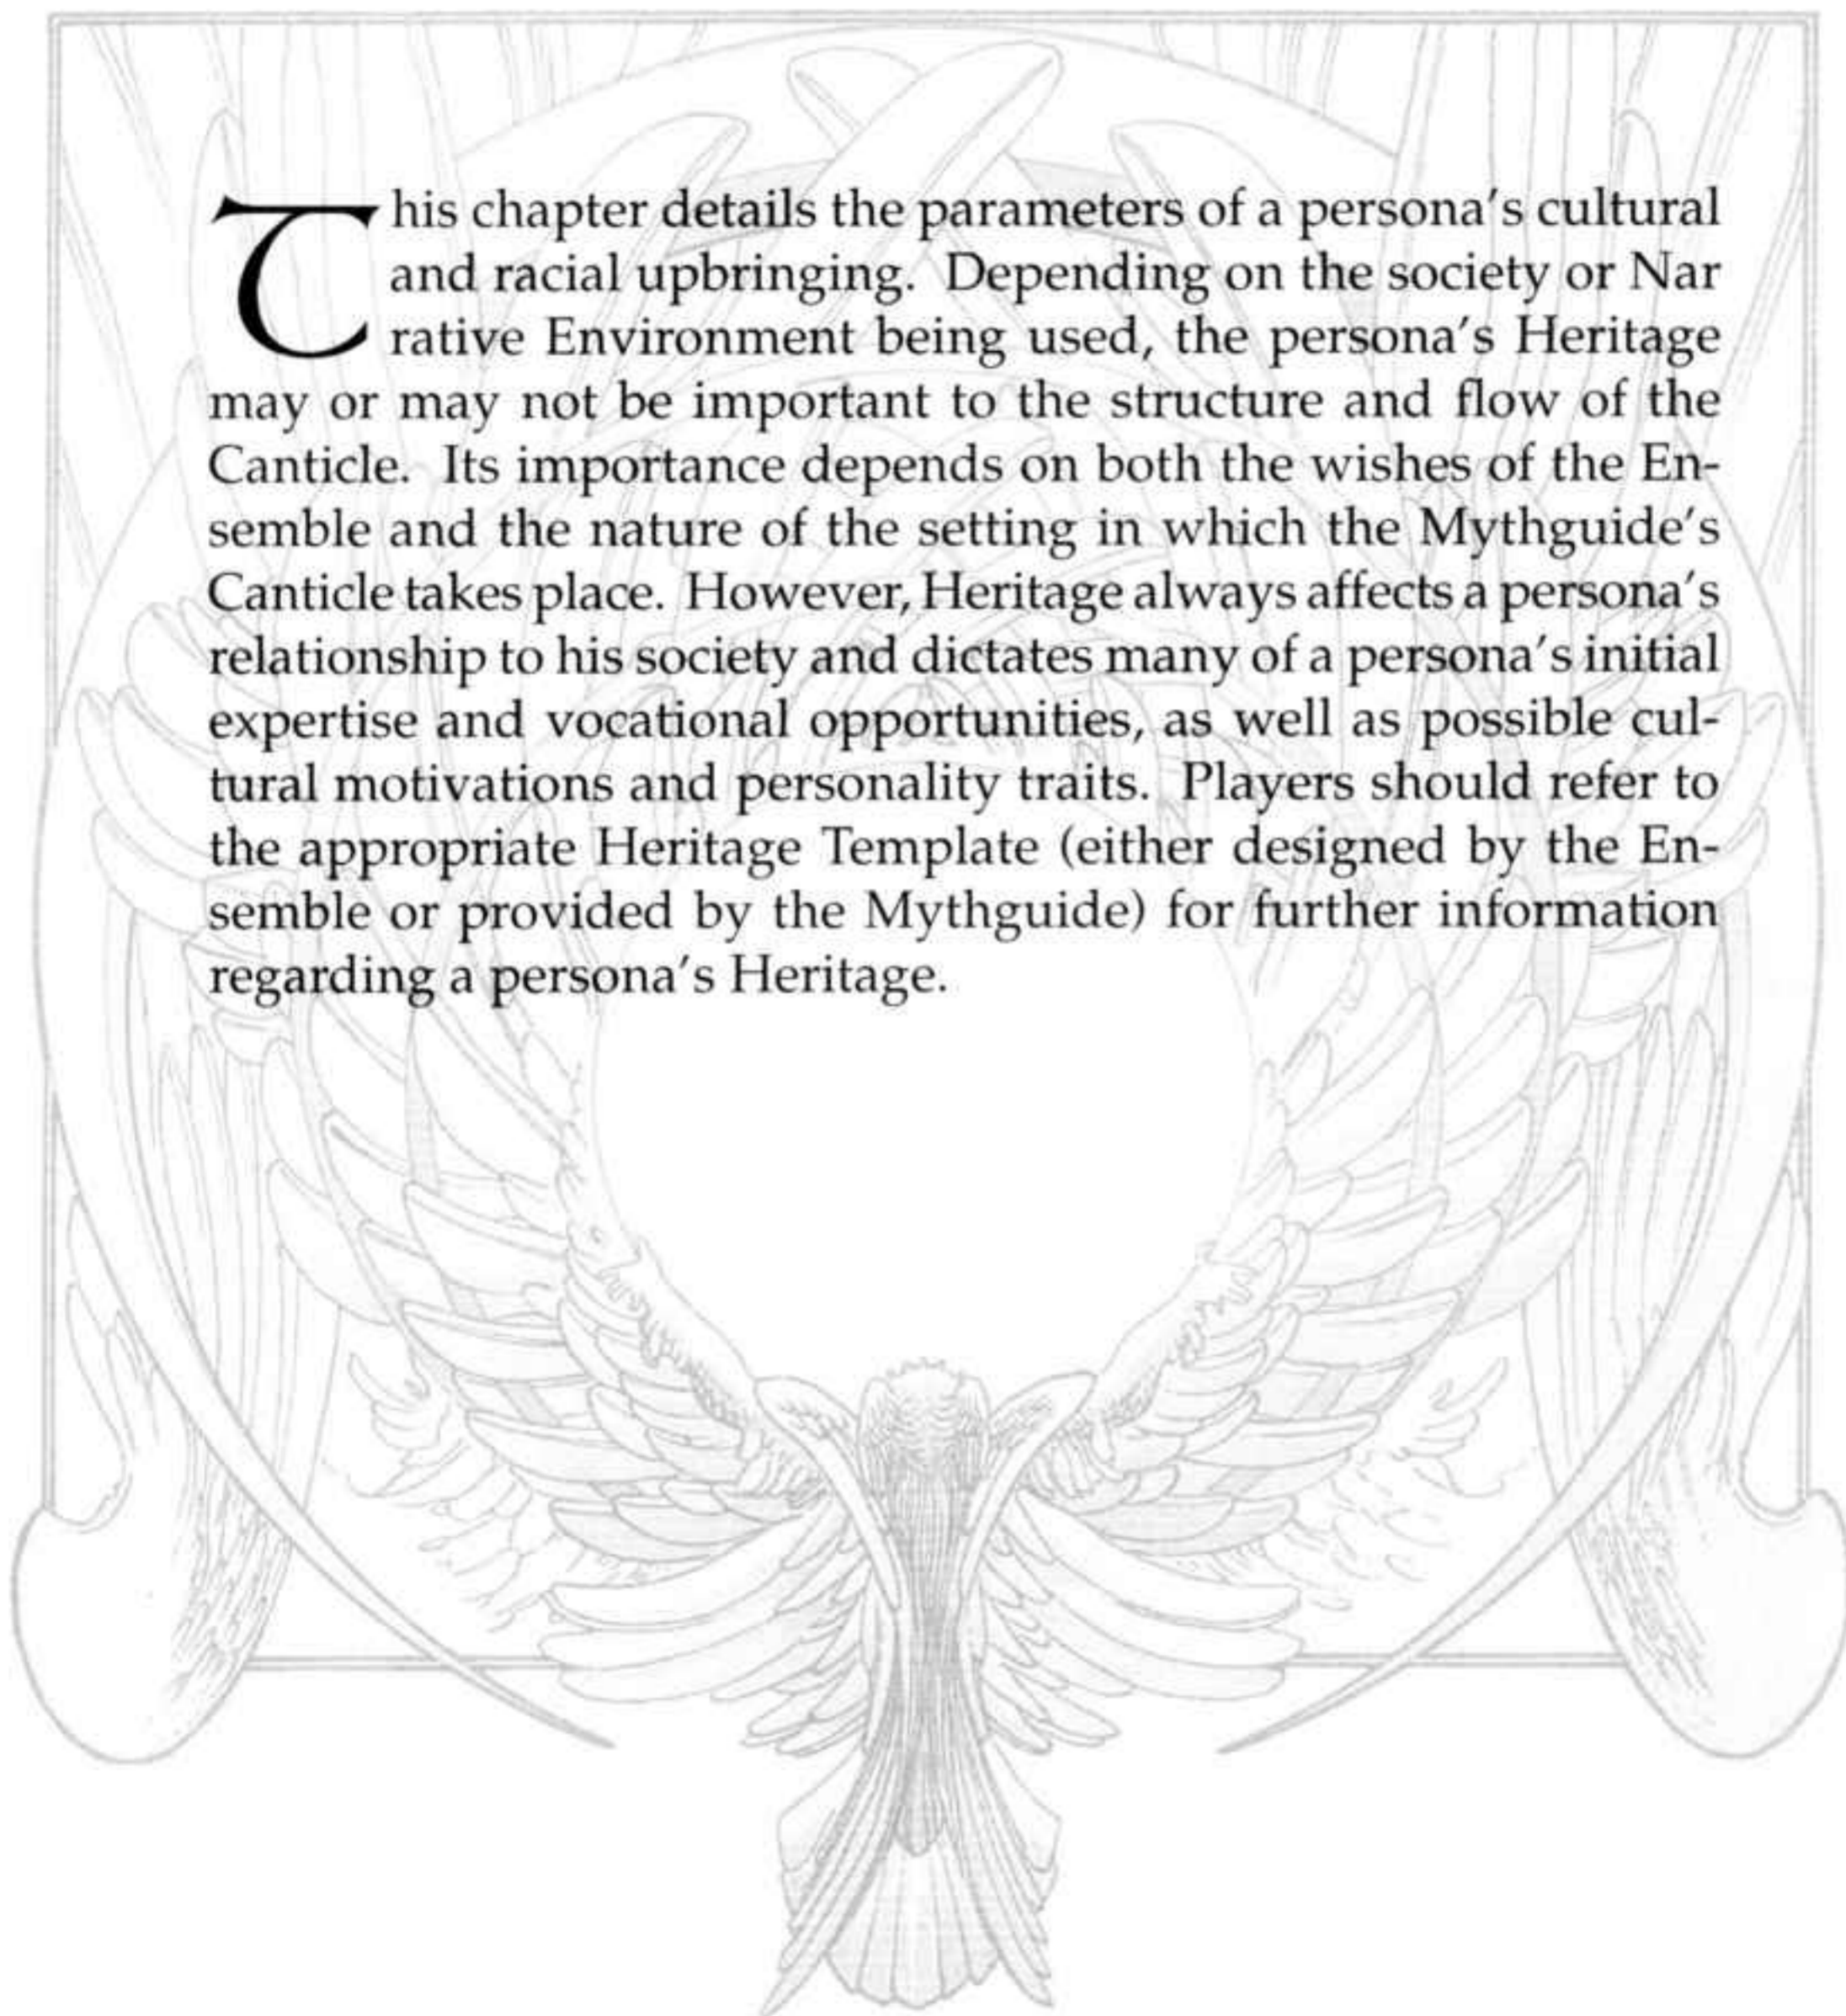 This chapter details the parameters of a persona's cultural
and racial upbringing. Depending on the society or Nar
rative Environment being used, the persona's Heritage
may or may not be important to the structure and flow of the
Canticle. Its importance depends on both the wishes of the En-
semble and the nature of the setting in which the Mythguide's
Canticle takes place. However, Heritage always affects a persona's
relationship to his society and dictates many of a persona's initial
expertise and vocational opportunities, as well as possible cul-
tural motivations and personality traits. Players should refer to
the appropriate Heritage Template (either designed by the En-
semble or provided by the Mythguide) for further information
regarding a persona's Heritage.